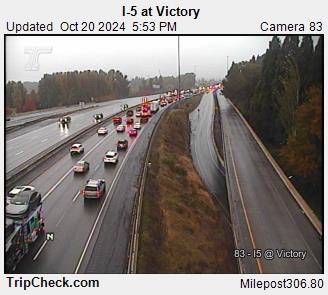 I-5 at Victory
Updated Oct 20 2024 5:53 PM Camera 83
N
83 - I5 @ Victory
TripCheck.com Milepost306.80